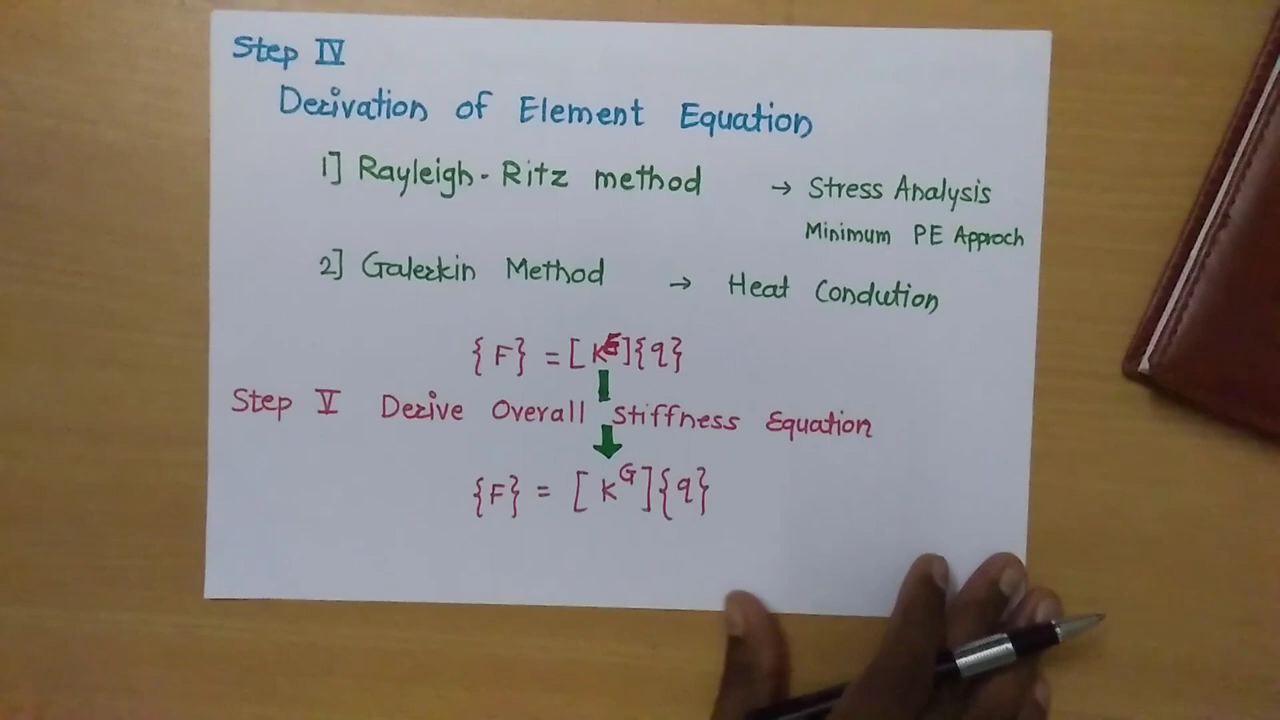 Step IV
Derivation of Element Equation
1] Rayleigh-Ritz method → Stress Analysis
Minimum PE Approch
2] Galerkin Method → Heat Condution
{F} = [K^E]{q}
Step V Derive Overall Stiffness Equation
{F} = [K^G]{q}